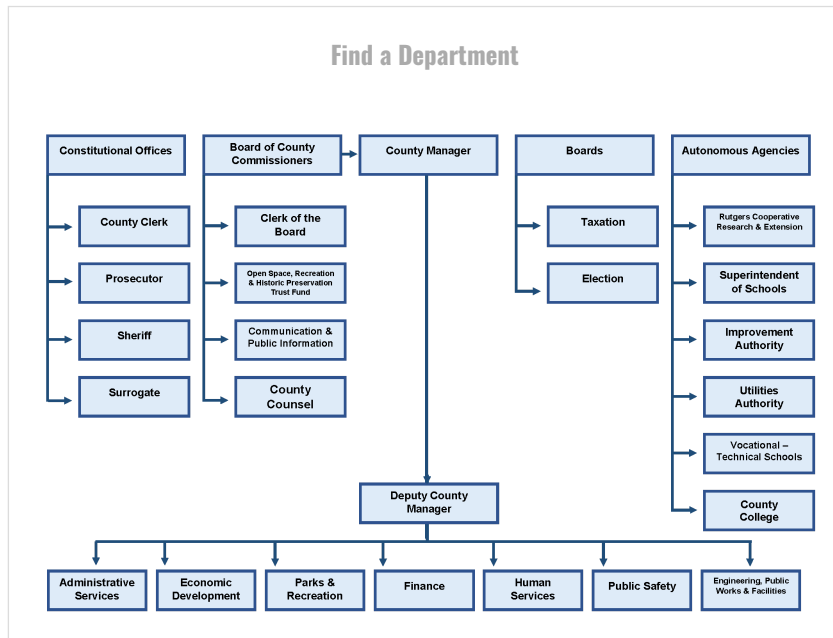 Find a Department
Constitutional Offices
Board of County
Commissioners
County Manager
Boards
Autonomous Agencies
County Clerk
Prosecutor
Sheriff
Surrogate
Clerk of the
Board
Open Space, Recreation
& Historic Preservation
Trust Fund
Communication &
Public Information
County
Counsel
Taxation
Election
Rutgers Cooperative
Research & Extension
Superintendent
of Schools
Improvement
Authority
Utilities
Authority
Vocational –
Technical Schools
County
College
Deputy County
Manager
Administrative
Services
Economic
Development
Parks &
Recreation
Finance
Human
Services
Public Safety
Engineering, Public
Works & Facilities